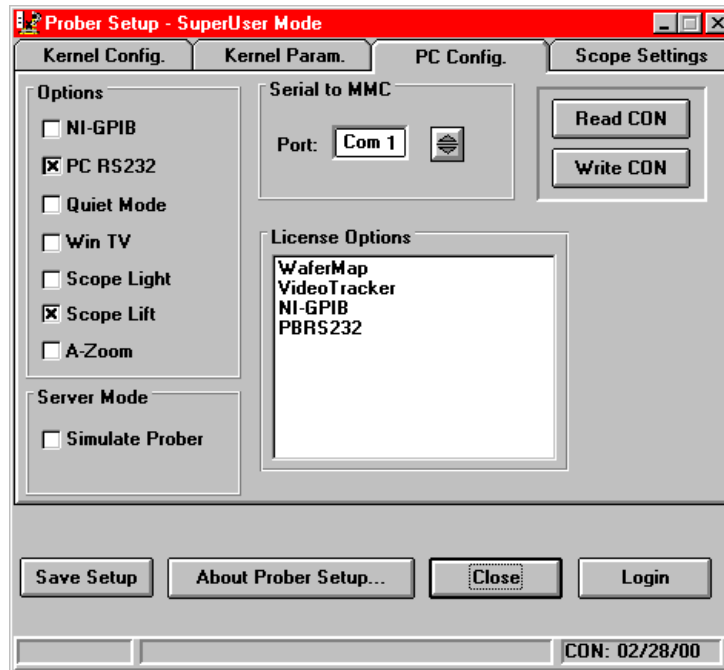 Prober Setup - SuperUser Mode
Kernel Config.
Kernel Param.
PC Config.
Scope Settings
Options
NI-GPIB
PC RS232
Quiet Mode
Win TV
Scope Light
Scope Lift
A-Zoom
Server Mode
Simulate Prober
Serial to MMC
Port: Com 1
Read CON
Write CON
License Options
WaferMap
VideoTracker
NI-GPIB
PBRS232
Save Setup
About Prober Setup...
Close
Login
CON: 02/28/00